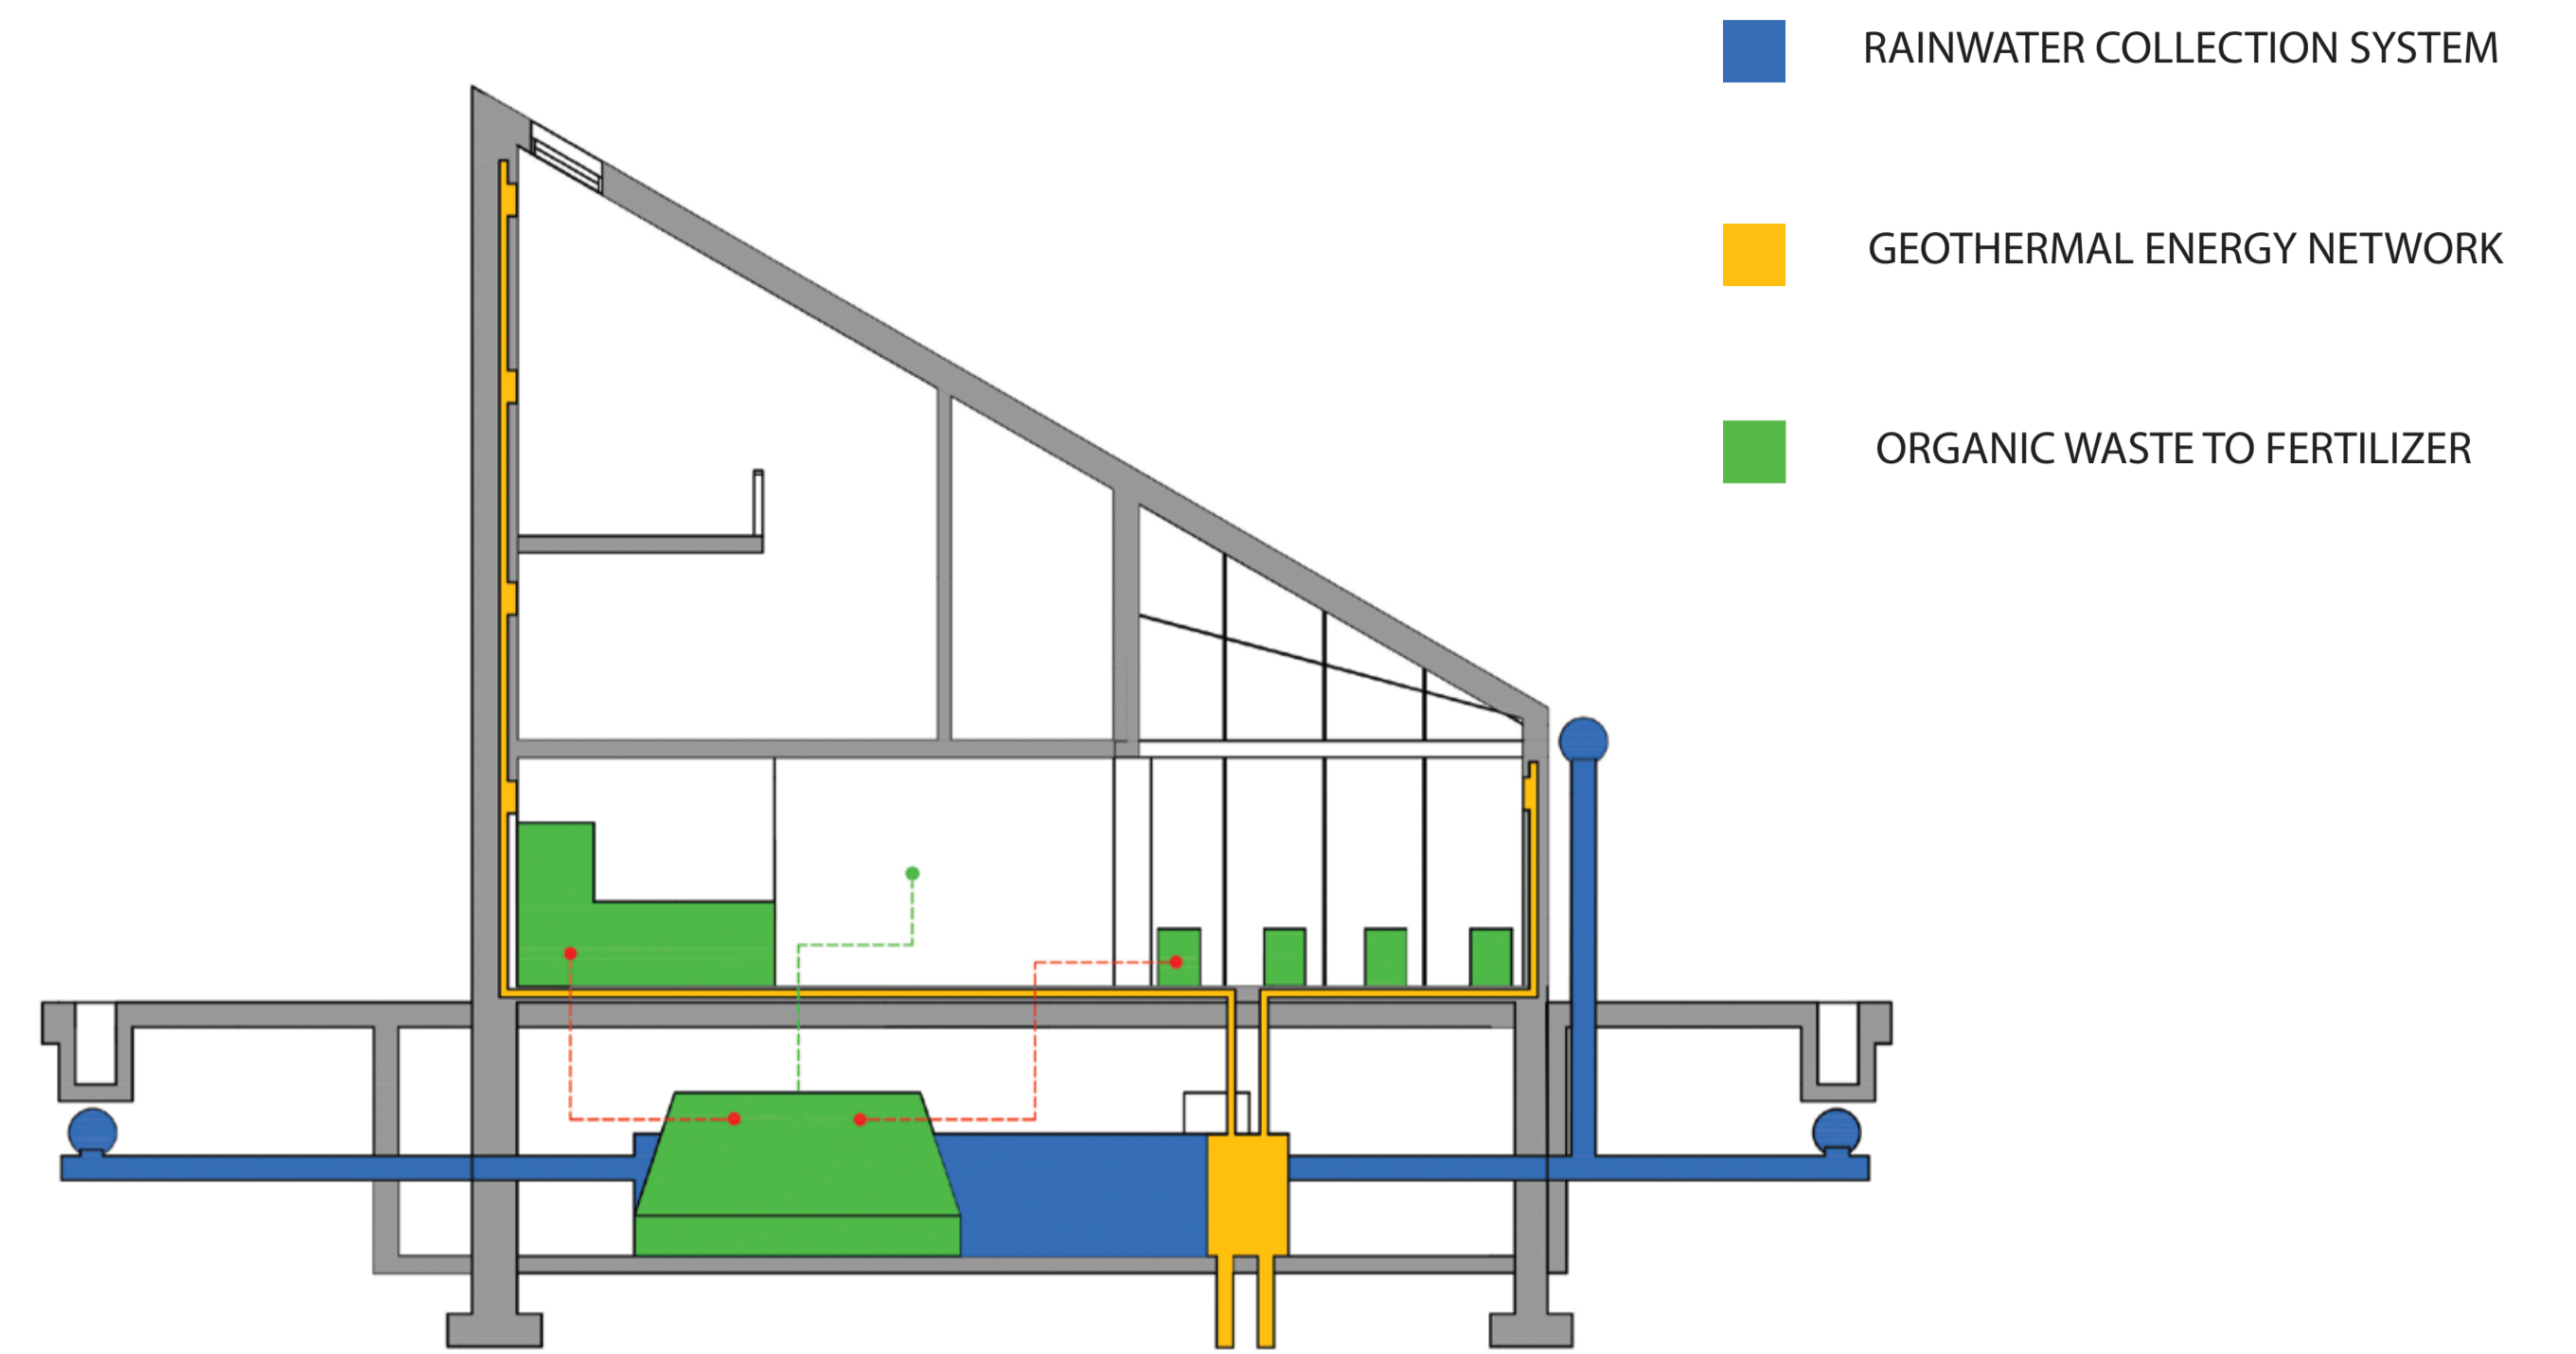 RAINWATER COLLECTION SYSTEM
GEOTHERMAL ENERGY NETWORK
ORGANIC WASTE TO FERTILIZER